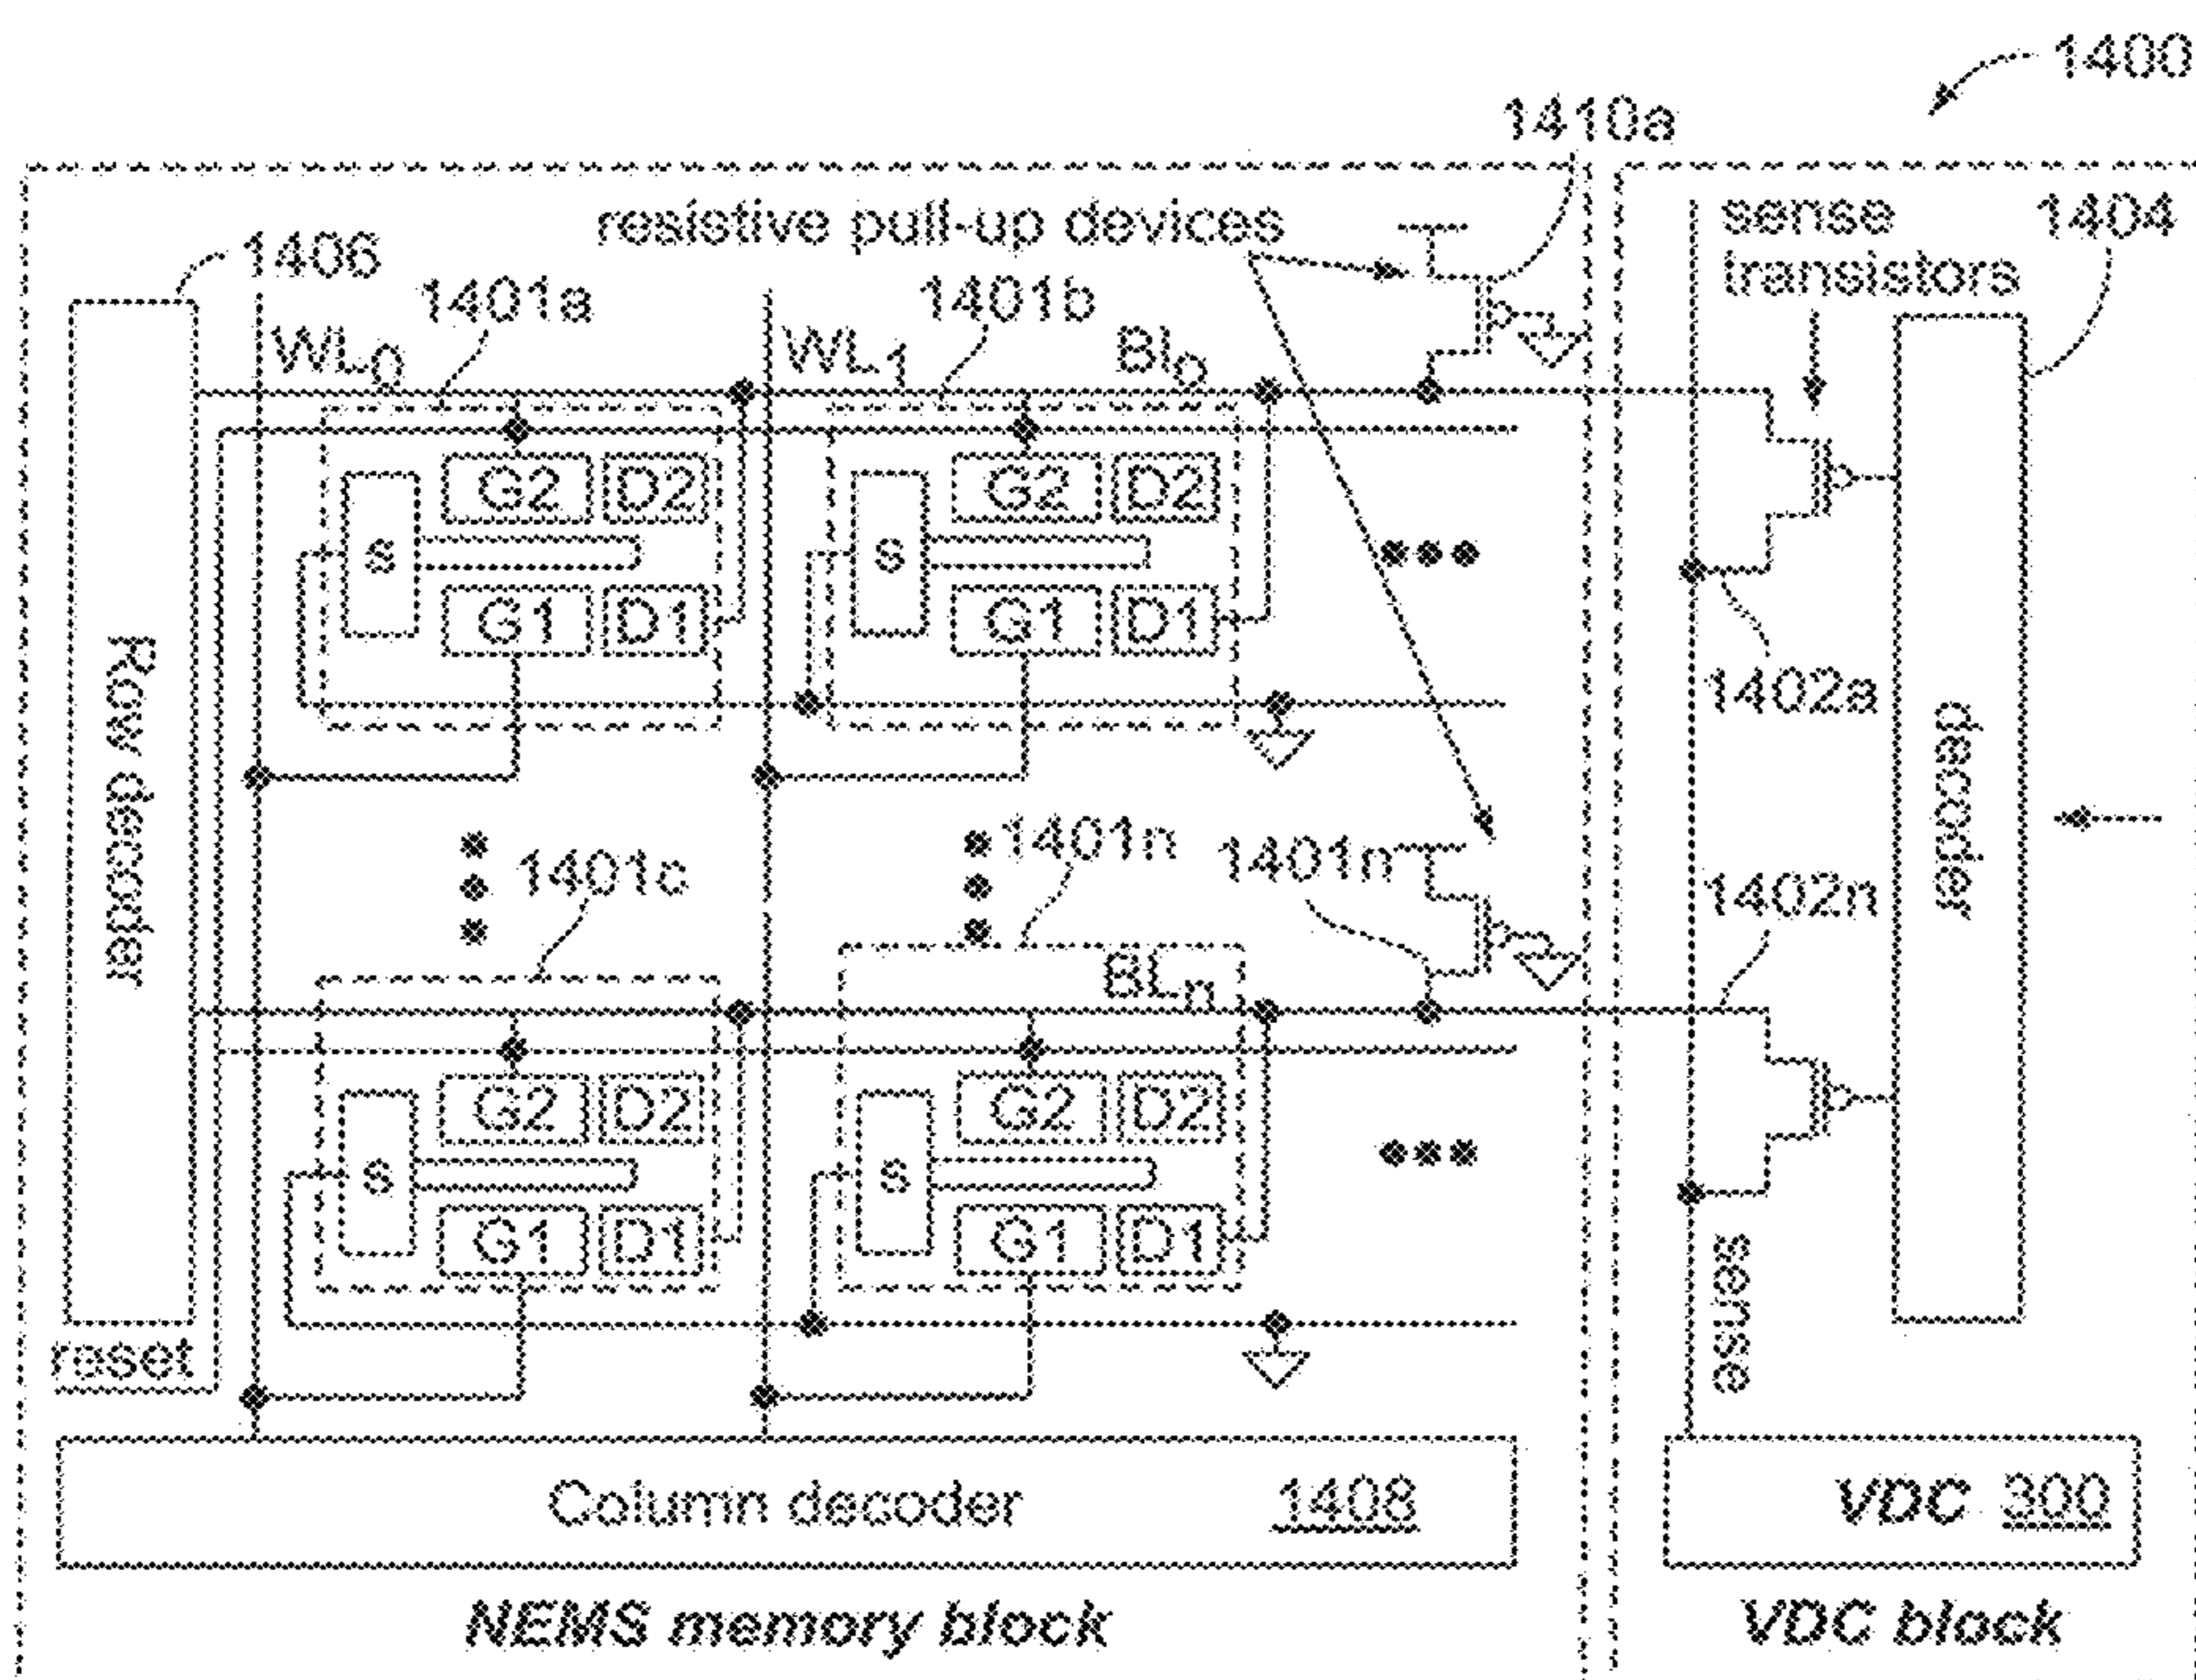 1400
1410a
resistive pull-up devices
sense
transistors
1404
1406
1401a
1401b
WL0
WL1
Bl0
G2 D2
S
G1 D1
G2 D2
S
G1 D1
1402a
Row decoder
decoder
1401c
1401n
1401n
1402n
BLn
G2 D2
S
G1 D1
G2 D2
S
G1 D1
sense
reset
Column decoder 1408
VDC 300
NEMS memory block
VDC block